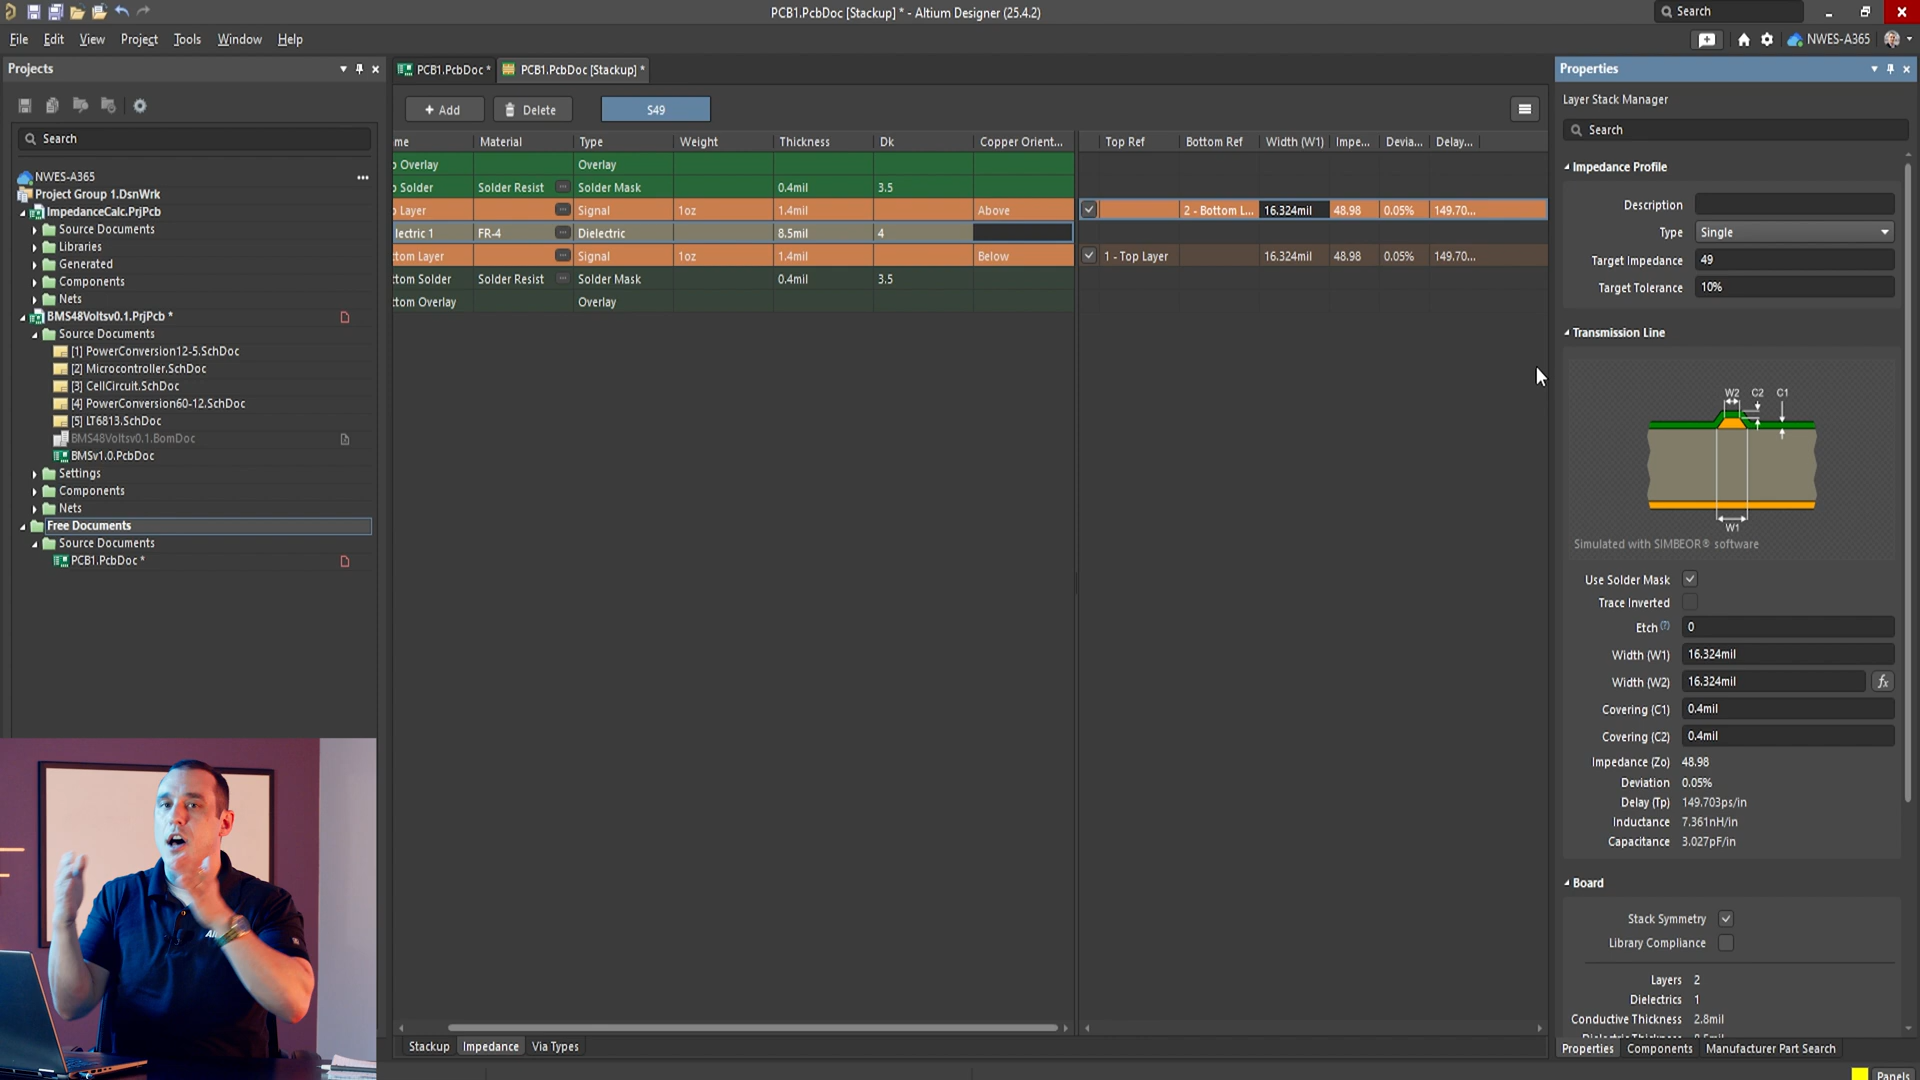 PCB1.PcbDoc [Stackup] * - Altium Designer (25.4.2)
Search
File Edit View Project Tools Window Help
NWES-A365
Projects
PCB1.PcbDoc *
PCB1.PcbDoc [Stackup] *
Properties
Layer Stack Manager
+ Add
Delete
S49
Search
Search
me Material Type Weight Thickness Dk Copper Orient...
Top Ref Bottom Ref Width (W1) Impe... Devia... Delay...
p Overlay Overlay
p Solder Solder Resist ... Solder Mask 0.4mil 3.5
p Layer ... Signal 1oz 1.4mil Above
2 - Bottom L... 16.324mil 48.98 0.05% 149.70...
lectric 1 FR-4 ... Dielectric 8.5mil 4
ttom Layer ... Signal 1oz 1.4mil Below
1 - Top Layer 16.324mil 48.98 0.05% 149.70...
ttom Solder Solder Resist ... Solder Mask 0.4mil 3.5
ttom Overlay Overlay
NWES-A365 ...
Project Group 1.DsnWrk
ImpedanceCalc.PrjPcb
Source Documents
Libraries
Generated
Components
Nets
BMS48Voltsv0.1.PrjPcb *
Source Documents
[1] PowerConversion12-5.SchDoc
[2] Microcontroller.SchDoc
[3] CellCircuit.SchDoc
[4] PowerConversion60-12.SchDoc
[5] LT6813.SchDoc
BMS48Voltsv0.1.BomDoc
BMSv1.0.PcbDoc
Settings
Components
Nets
Free Documents
Source Documents
PCB1.PcbDoc *
Impedance Profile
Description
Type Single
Target Impedance 49
Target Tolerance 10%
Transmission Line
W2 C2 C1
W1
Simulated with SIMBEOR® software
Use Solder Mask
Trace Inverted
Etch (?) 0
Width (W1) 16.324mil
Width (W2) 16.324mil fx
Covering (C1) 0.4mil
Covering (C2) 0.4mil
Impedance (Zo) 48.98
Deviation 0.05%
Delay (Tp) 149.703ps/in
Inductance 7.361nH/in
Capacitance 3.027pF/in
Board
Stack Symmetry
Library Compliance
Layers 2
Dielectrics 1
Conductive Thickness 2.8mil
Stackup Impedance Via Types
Properties Components Manufacturer Part Search
Panels